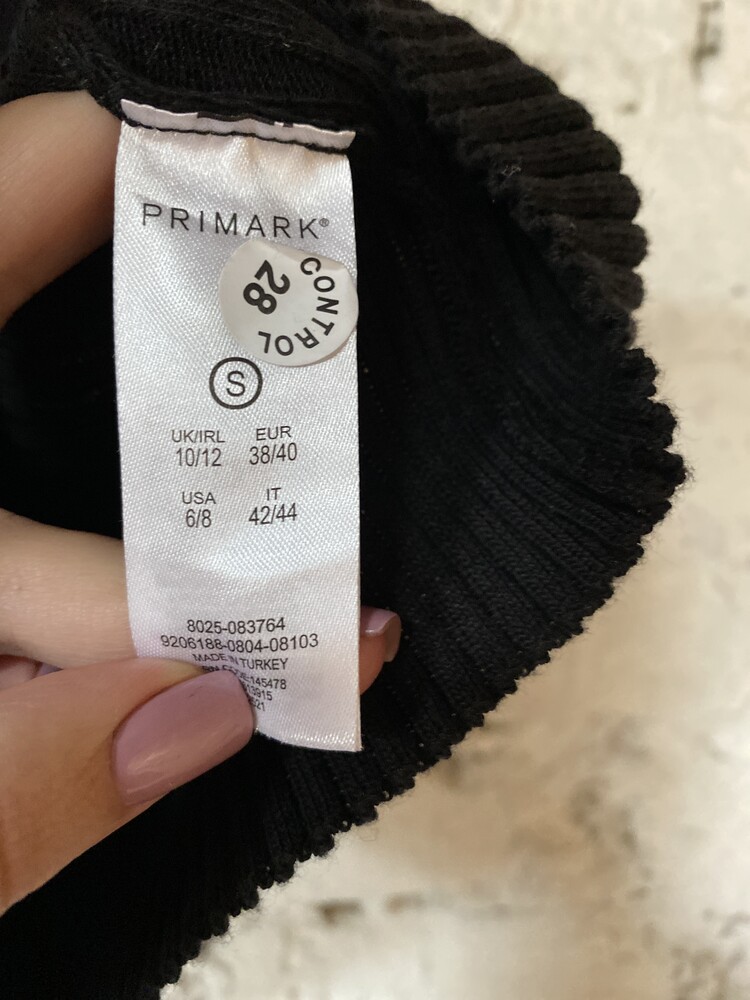 PRIMARK®
CONTROL
28
S
UK/IRL EUR
10/12 38/40
USA IT
6/8 42/44
8025-083764
9206188-0804-08103
MADE IN TURKEY
:145478